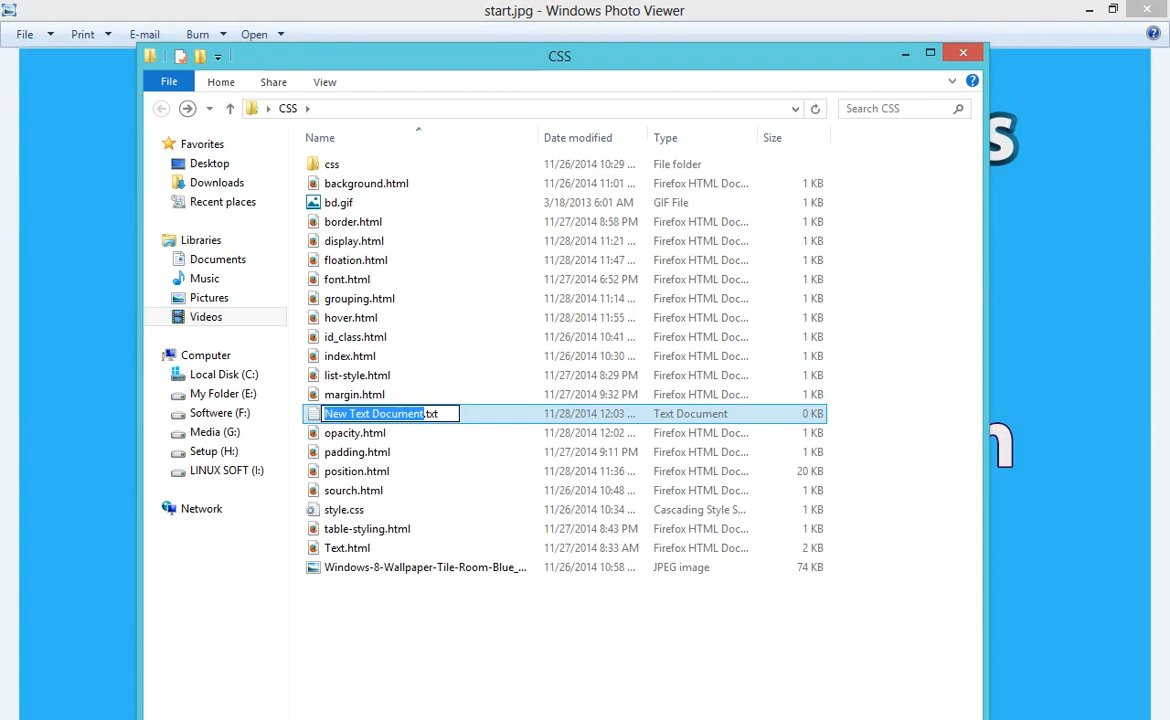 start.jpg - Windows Photo Viewer
File Print E-mail Burn Open
CSS
File Home Share View
CSS Search CSS
Name Date modified Type Size
Favorites
Desktop
Downloads
Recent places
Libraries
Documents
Music
Pictures
Videos
Computer
Local Disk (C:)
My Folder (E:)
Softwere (F:)
Media (G:)
Setup (H:)
LINUX SOFT (I:)
Network
css 11/26/2014 10:29 ... File folder
background.html 11/26/2014 11:01 ... Firefox HTML Doc... 1 KB
bd.gif 3/18/2013 6:01 AM GIF File 1 KB
border.html 11/27/2014 8:58 PM Firefox HTML Doc... 1 KB
display.html 11/28/2014 11:21 ... Firefox HTML Doc... 1 KB
floation.html 11/28/2014 11:47 ... Firefox HTML Doc... 1 KB
font.html 11/27/2014 6:52 PM Firefox HTML Doc... 1 KB
grouping.html 11/28/2014 11:14 ... Firefox HTML Doc... 1 KB
hover.html 11/28/2014 11:55 ... Firefox HTML Doc... 1 KB
id_class.html 11/26/2014 10:41 ... Firefox HTML Doc... 1 KB
index.html 11/26/2014 10:30 ... Firefox HTML Doc... 1 KB
list-style.html 11/27/2014 8:29 PM Firefox HTML Doc... 1 KB
margin.html 11/27/2014 9:32 PM Firefox HTML Doc... 1 KB
New Text Document.txt 11/28/2014 12:03 ... Text Document 0 KB
opacity.html 11/28/2014 12:02 ... Firefox HTML Doc... 1 KB
padding.html 11/27/2014 9:11 PM Firefox HTML Doc... 1 KB
position.html 11/28/2014 11:36 ... Firefox HTML Doc... 20 KB
sourch.html 11/26/2014 10:48 ... Firefox HTML Doc... 1 KB
style.css 11/26/2014 10:34 ... Cascading Style S... 1 KB
table-styling.html 11/27/2014 8:43 PM Firefox HTML Doc... 1 KB
Text.html 11/27/2014 8:33 AM Firefox HTML Doc... 2 KB
Windows-8-Wallpaper-Tile-Room-Blue_... 11/26/2014 10:58 ... JPEG image 74 KB